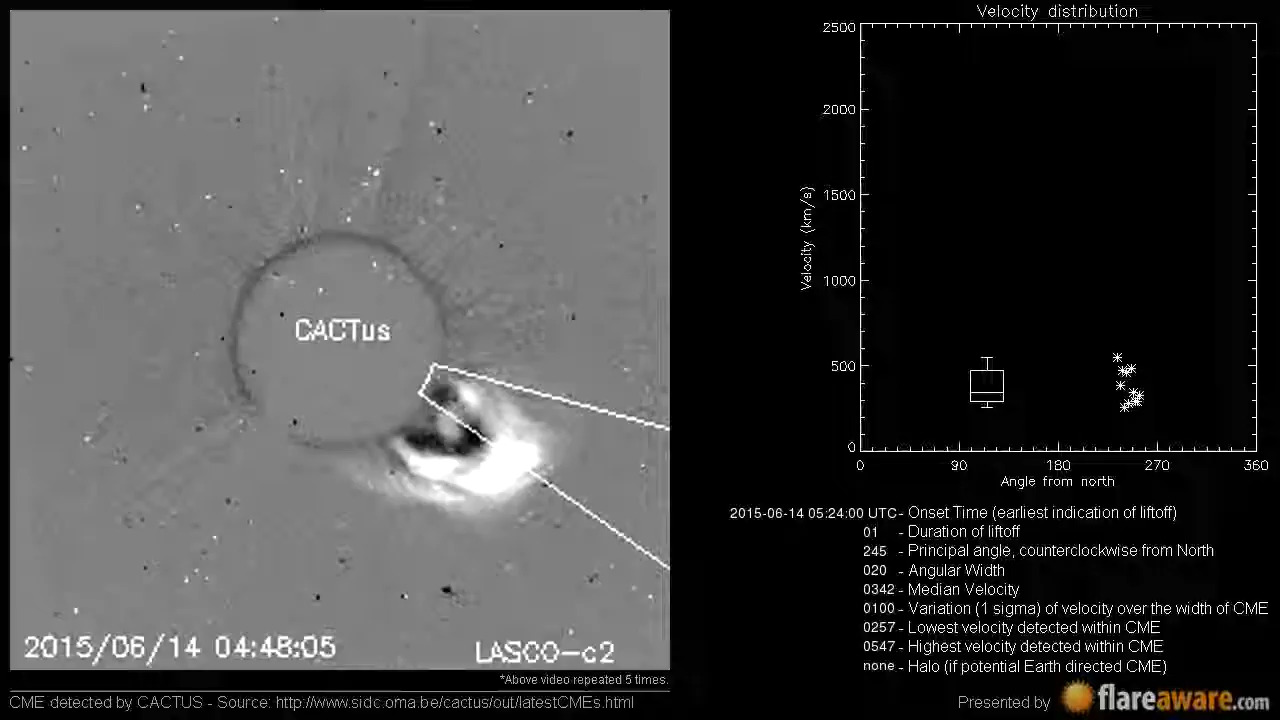 CACTus
2015/06/14 04:48:05
LASCO-c2
*Above video repeated 5 times.
CME detected by CACTUS - Source: http://www.sidc.oma.be/cactus/out/latestCMEs.html
Velocity distribution
2500
2000
1500
1000
500
0
Velocity (km/s)
0 90 180 270 360
Angle from north
2015-06-14 05:24:00 UTC - Onset Time (earliest indication of liftoff)
01 - Duration of liftoff
245 - Principal angle, counterclockwise from North
020 - Angular Width
0342 - Median Velocity
0100 - Variation (1 sigma) of velocity over the width of CME
0257 - Lowest velocity detected within CME
0547 - Highest velocity detected within CME
none - Halo (if potential Earth directed CME)
Presented by flareaware.com